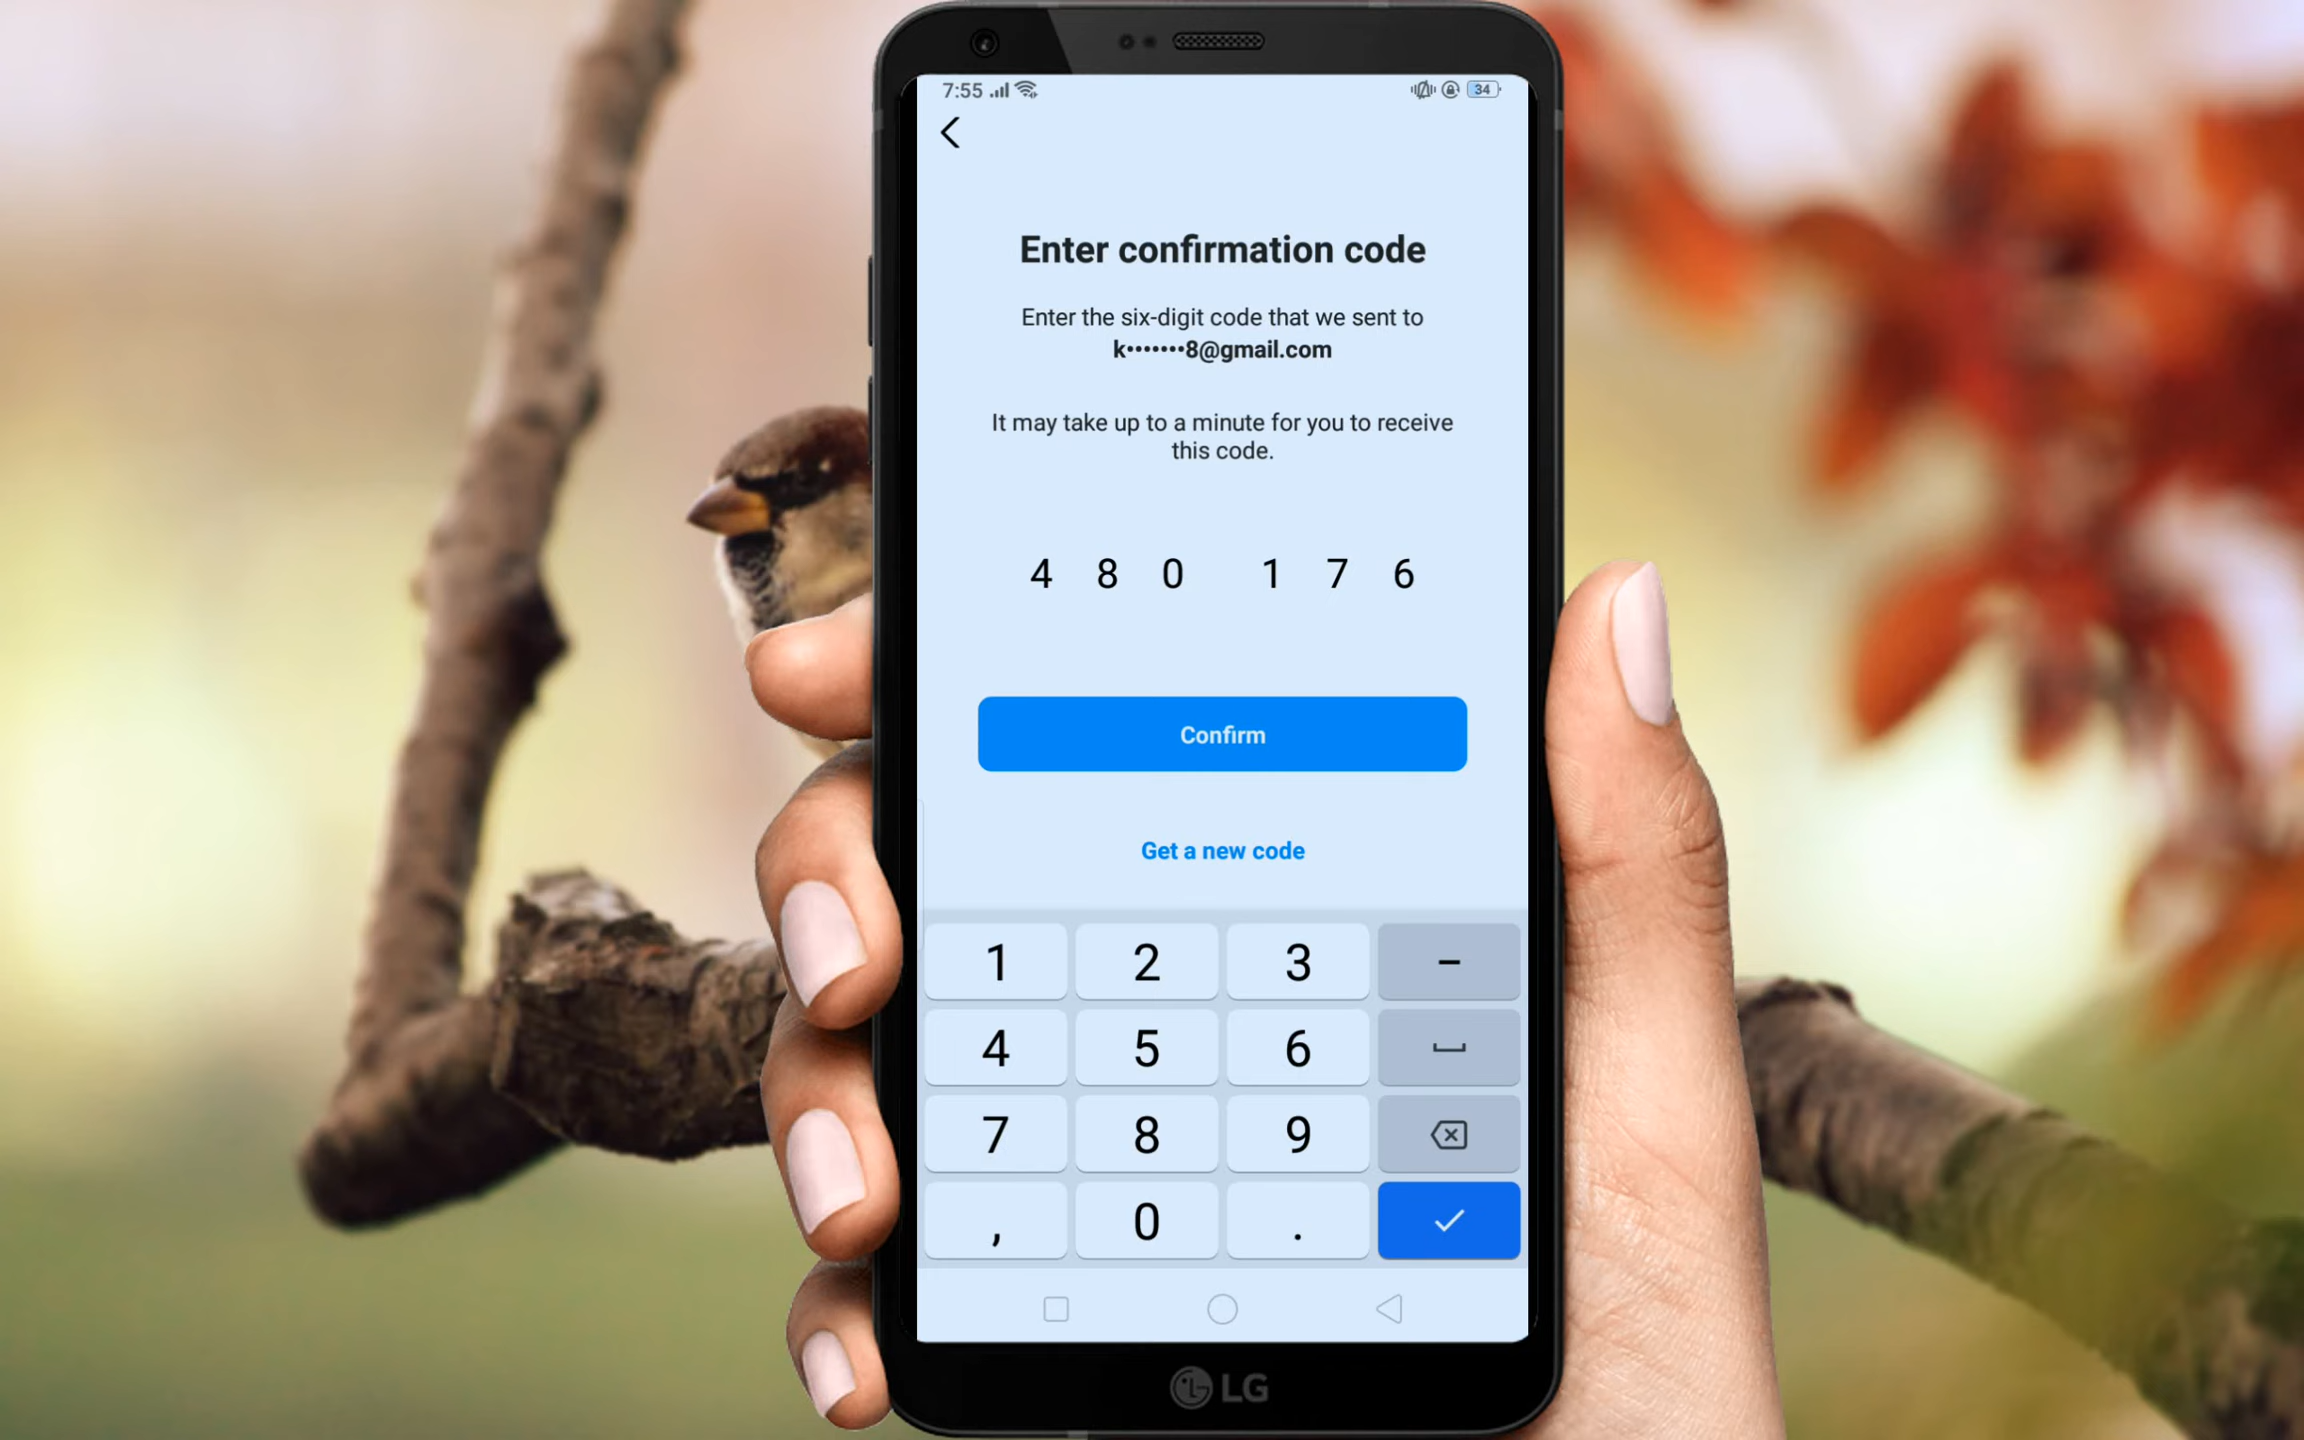 7:55 34
Enter confirmation code
Enter the six-digit code that we sent to
k•••••••8@gmail.com
It may take up to a minute for you to receive
this code.
4 8 0 1 7 6
Confirm
Get a new code
1 2 3 –
4 5 6
7 8 9
, 0 .
LG